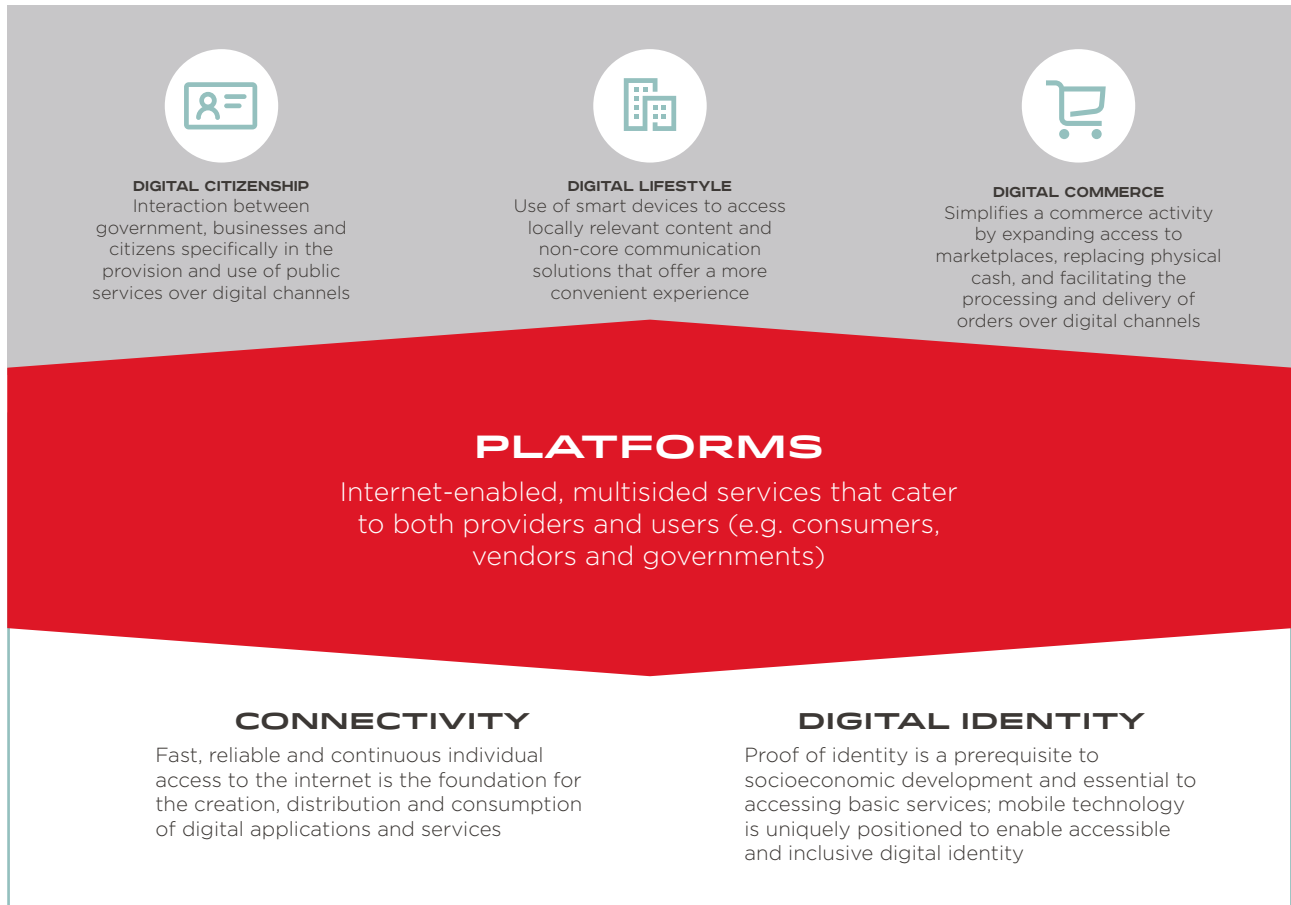 DIGITAL CITIZENSHIP
Interaction between
government, businesses and
citizens specifically in the
provision and use of public
services over digital channels
DIGITAL LIFESTYLE
Use of smart devices to access
locally relevant content and
non-core communication
solutions that offer a more
convenient experience
DIGITAL COMMERCE
Simplifies a commerce activity
by expanding access to
marketplaces, replacing physical
cash, and facilitating the
processing and delivery of
orders over digital channels
PLATFORMS
Internet-enabled, multisided services that cater
to both providers and users (e.g. consumers,
vendors and governments)
CONNECTIVITY
Fast, reliable and continuous individual
access to the internet is the foundation for
the creation, distribution and consumption
of digital applications and services
DIGITAL IDENTITY
Proof of identity is a prerequisite to
socioeconomic development and essential to
accessing basic services; mobile technology
is uniquely positioned to enable accessible
and inclusive digital identity